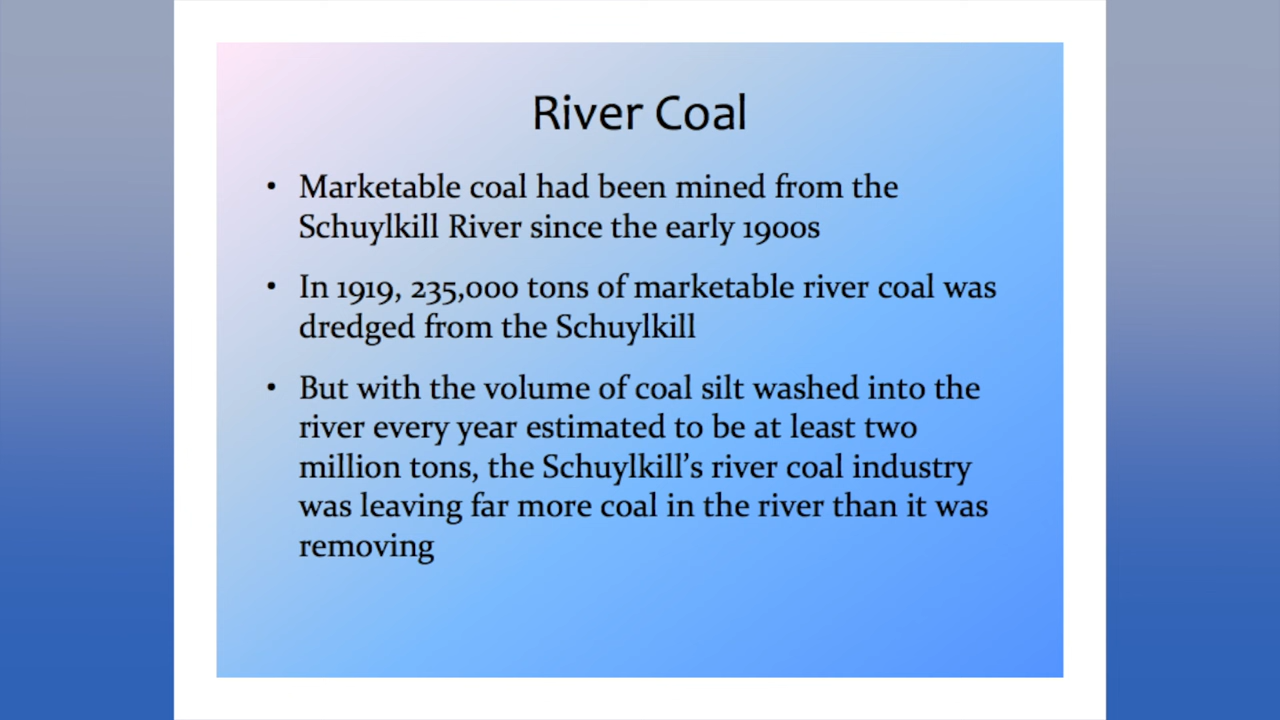 River Coal
• Marketable coal had been mined from the
Schuylkill River since the early 1900s
• In 1919, 235,000 tons of marketable river coal was
dredged from the Schuylkill
• But with the volume of coal silt washed into the
river every year estimated to be at least two
million tons, the Schuylkill’s river coal industry
was leaving far more coal in the river than it was
removing